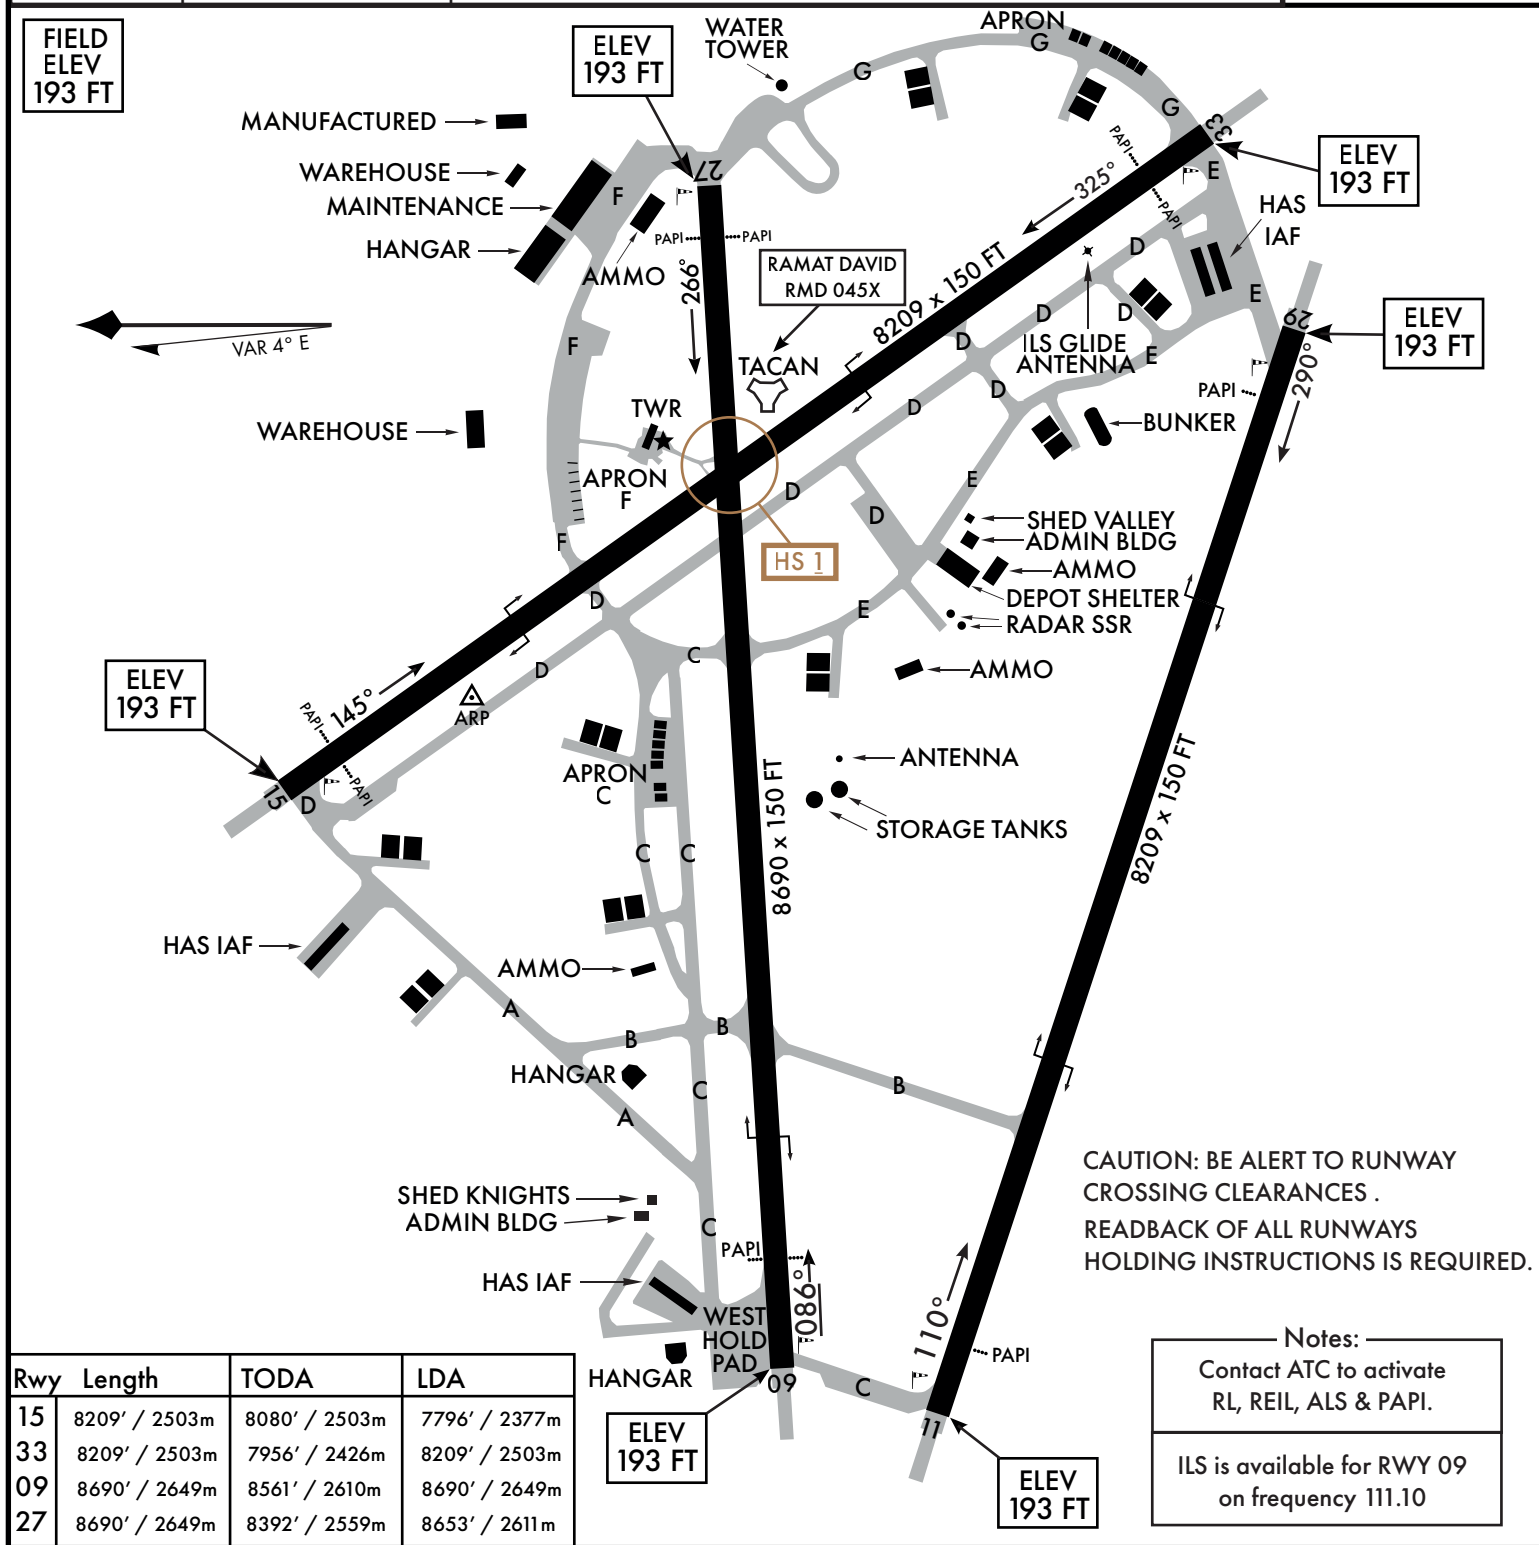 FIELD
ELEV
193 FT
ELEV
193 FT
WATER
TOWER
APRON
G
G
G
MANUFACTURED
WAREHOUSE
MAINTENANCE
HANGAR
F
AMMO
27
PAPI
PAPI
266°
RAMAT DAVID
RMD 045X
33
PAPI
325°
PAPI
E
ELEV
193 FT
HAS
IAF
D
8209 x 150 FT
VAR 4° E
F
TACAN
TWR
WAREHOUSE
APRON
F
F
D
D
D
E
ILS GLIDE
ANTENNA
E
D
D
29
ELEV
193 FT
PAPI
290°
BUNKER
D
D
E
HS 1
SHED VALLEY
ADMIN BLDG
AMMO
DEPOT SHELTER
RADAR SSR
D
E
C
D
AMMO
ELEV
193 FT
PAPI
145°
ARP
PAPI
15
D
APRON
C
ANTENNA
STORAGE TANKS
8690 x 150 FT
8209 x 150 FT
C
C
HAS IAF
AMMO
A
B
B
HANGAR
C
B
A
CAUTION: BE ALERT TO RUNWAY
CROSSING CLEARANCES .
READBACK OF ALL RUNWAYS
HOLDING INSTRUCTIONS IS REQUIRED.
SHED KNIGHTS
ADMIN BLDG
C
PAPI
HAS IAF
086°
WEST
HOLD
PAD
HANGAR
09
C
110°
PAPI
11
ELEV
193 FT
ELEV
193 FT
Notes:
Contact ATC to activate
RL, REIL, ALS & PAPI.
ILS is available for RWY 09
on frequency 111.10
Rwy Length TODA LDA
15 8209' / 2503m 8080' / 2503m 7796' / 2377m
33 8209' / 2503m 7956' / 2426m 8209' / 2503m
09 8690' / 2649m 8561' / 2610m 8690' / 2649m
27 8690' / 2649m 8392' / 2559m 8653' / 2611m